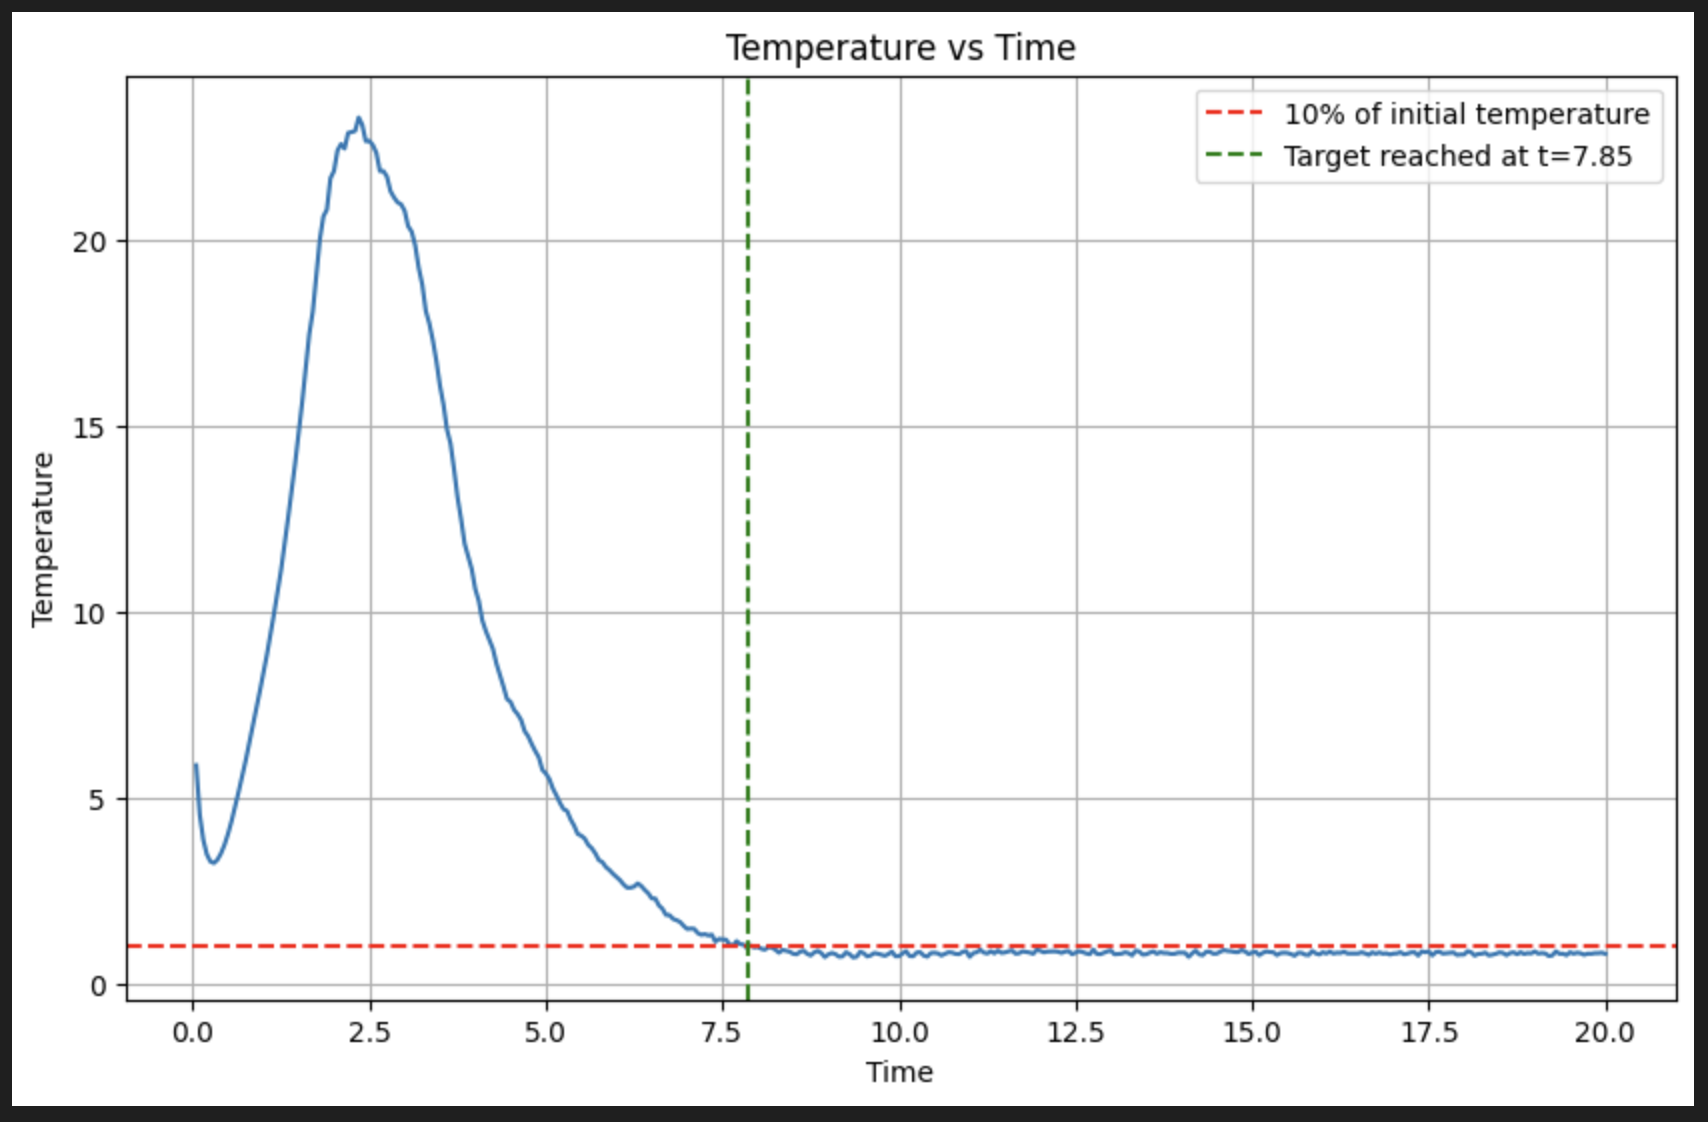 Temperature vs Time
10% of initial temperature
Target reached at t=7.85
Temperature
20
15
10
5
0
0.0 2.5 5.0 7.5 10.0 12.5 15.0 17.5 20.0
Time